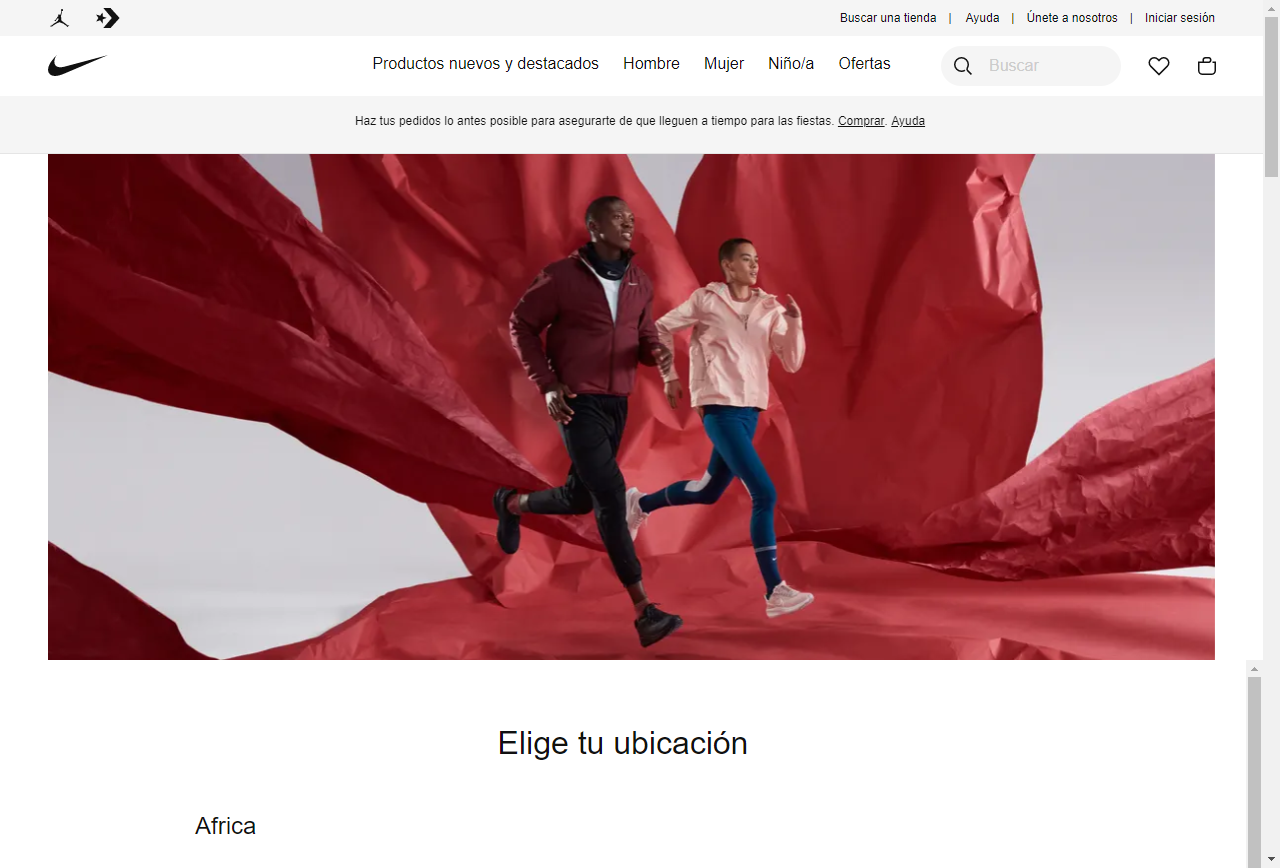 Buscar una tienda | Ayuda | Únete a nosotros | Iniciar sesión
Productos nuevos y destacados Hombre Mujer Niño/a Ofertas Buscar
Haz tus pedidos lo antes posible para asegurarte de que lleguen a tiempo para las fiestas. Comprar. Ayuda
Elige tu ubicación
Africa